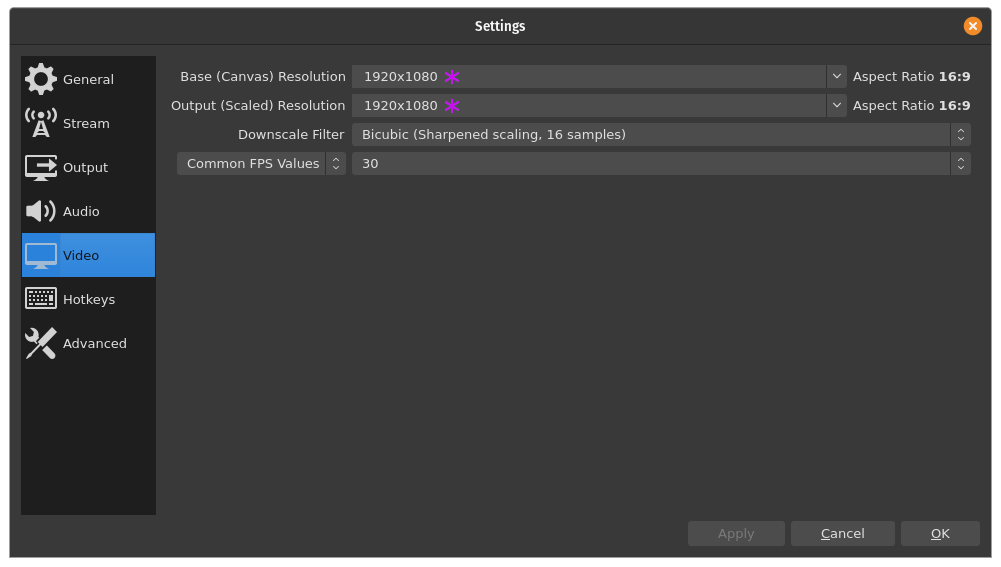 Settings
General
Stream
Output
Audio
Video
Hotkeys
Advanced
Base (Canvas) Resolution 1920x1080 Aspect Ratio 16:9
Output (Scaled) Resolution 1920x1080 Aspect Ratio 16:9
Downscale Filter Bicubic (Sharpened scaling, 16 samples)
Common FPS Values 30
Apply Cancel OK